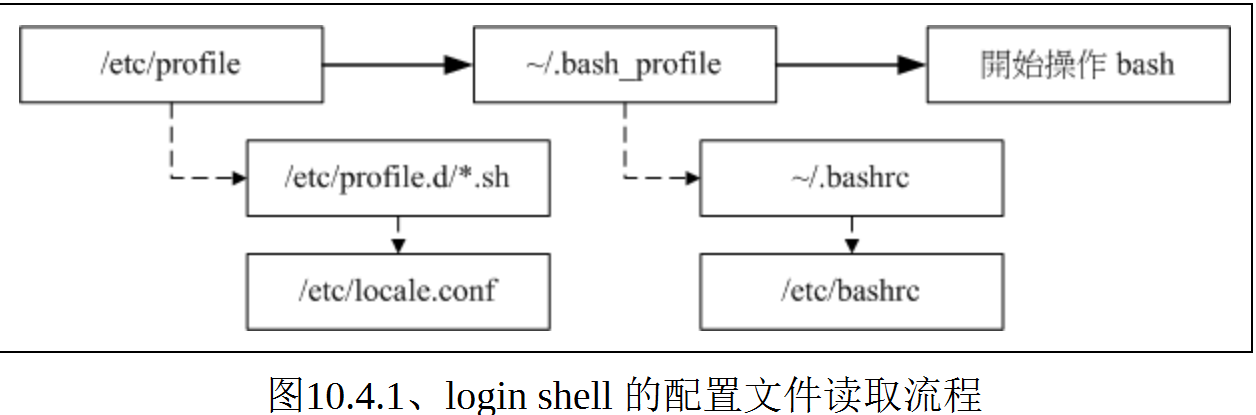 /etc/profile
~/.bash_profile
開始操作 bash
/etc/profile.d/*.sh
~/.bashrc
/etc/locale.conf
/etc/bashrc
图10.4.1、login shell 的配置文件读取流程